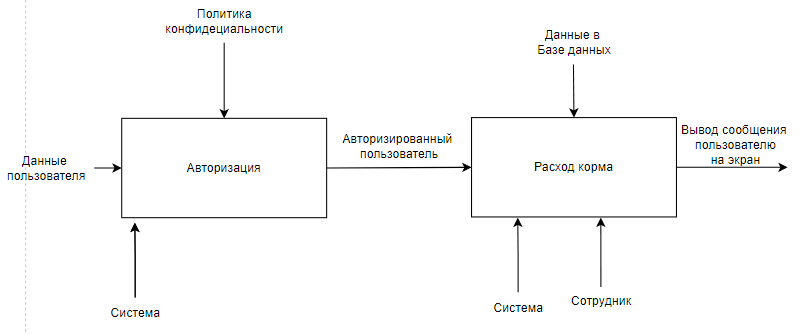 Политика
конфидециальности
Данные в
Базе данных
Данные
пользователя
Авторизация
Авторизированный
пользователь
Расход корма
Вывод сообщения
пользователю
на экран
Система
Система
Сотрудник